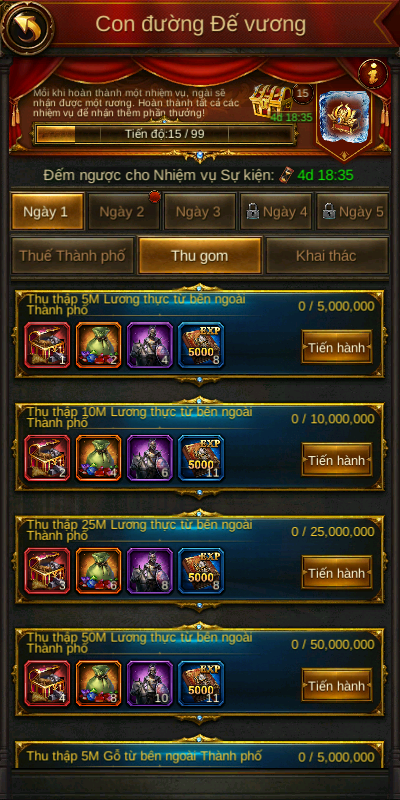 Con đường Đế vương
Mỗi khi hoàn thành một nhiệm vụ, ngài sẽ
nhận được một rương. Hoàn thành tất cả các
nhiệm vụ để nhận thêm phần thưởng!
15
4d 18:35
Tiến độ:15 / 99
Đếm ngược cho Nhiệm vụ Sự kiện: 4d 18:35
Ngày 1
Ngày 2
Ngày 3
Ngày 4
Ngày 5
Thuế Thành phố
Thu gom
Khai thác
Thu thập 5M Lương thực từ bên ngoài
Thành phố
0 / 5,000,000
1
2
4
EXP
5000
8
Tiến hành
Thu thập 10M Lương thực từ bên ngoài
Thành phố
0 / 10,000,000
2
4
6
EXP
5000
11
Tiến hành
Thu thập 25M Lương thực từ bên ngoài
Thành phố
0 / 25,000,000
3
6
8
EXP
5000
8
Tiến hành
Thu thập 50M Lương thực từ bên ngoài
Thành phố
0 / 50,000,000
4
8
10
EXP
5000
11
Tiến hành
Thu thập 5M Gỗ từ bên ngoài Thành phố
0 / 5,000,000